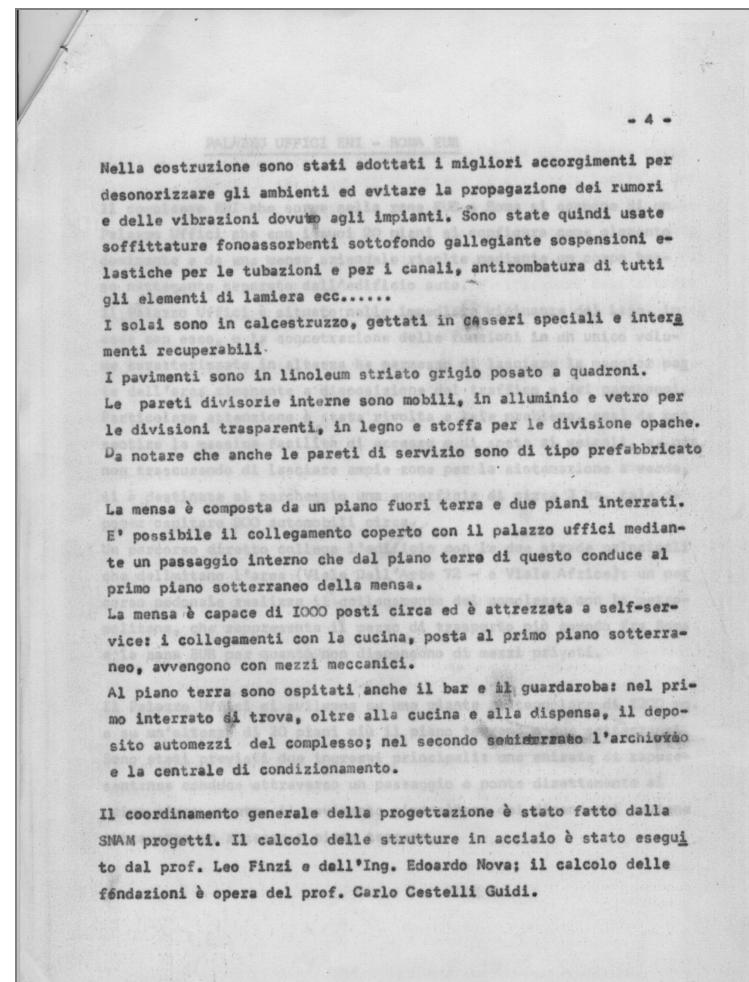 - 4 -
PALAZZO UFFICI ENI - ROMA EUR
Nella costruzione sono stati adottati i migliori accorgimenti per
desonorizzare gli ambienti ed evitare la propagazione dei rumori
e delle vibrazioni dovute agli impianti. Sono state quindi usate
soffittature fonoassorbenti sottofondo gallegiante sospensioni e-
lastiche per le tubazioni e per i canali, antirombatura di tutti
gli elementi di lamiera ecc......
I solai sono in calcestruzzo, gettati in casseri speciali e intera
menti recuperabili.
I pavimenti sono in linoleum striato grigio posato a quadroni.
Le pareti divisorie interne sono mobili, in alluminio e vetro per
le divisioni trasparenti, in legno e stoffa per le divisione opache.
Da notare che anche le pareti di servizio sono di tipo prefabbricato
La mensa è composta da un piano fuori terra e due piani interrati.
E' possibile il collegamento coperto con il palazzo uffici median-
te un passaggio interno che dal piano terra di questo conduce al
primo piano sotterraneo della mensa.
La mensa è capace di I000 posti circa ed è attrezzata a self-ser-
vice: i collegamenti con la cucina, posta al primo piano sotterra-
neo, avvengono con mezzi meccanici.
Al piano terra sono ospitati anche il bar e il guardaroba: nel pri-
mo interrato si trova, oltre alla cucina e alla dispensa, il depo-
sito automezzi del complesso; nel secondo l'archivio
e la centrale di condizionamento.
Il coordinamento generale della progettazione è stato fatto dalla
SNAM progetti. Il calcolo delle strutture in acciaio è stato esegui
to dal prof. Leo Finzi e dall'Ing. Edoardo Nova; il calcolo delle
fondazioni è opera del prof. Carlo Cestelli Guidi.